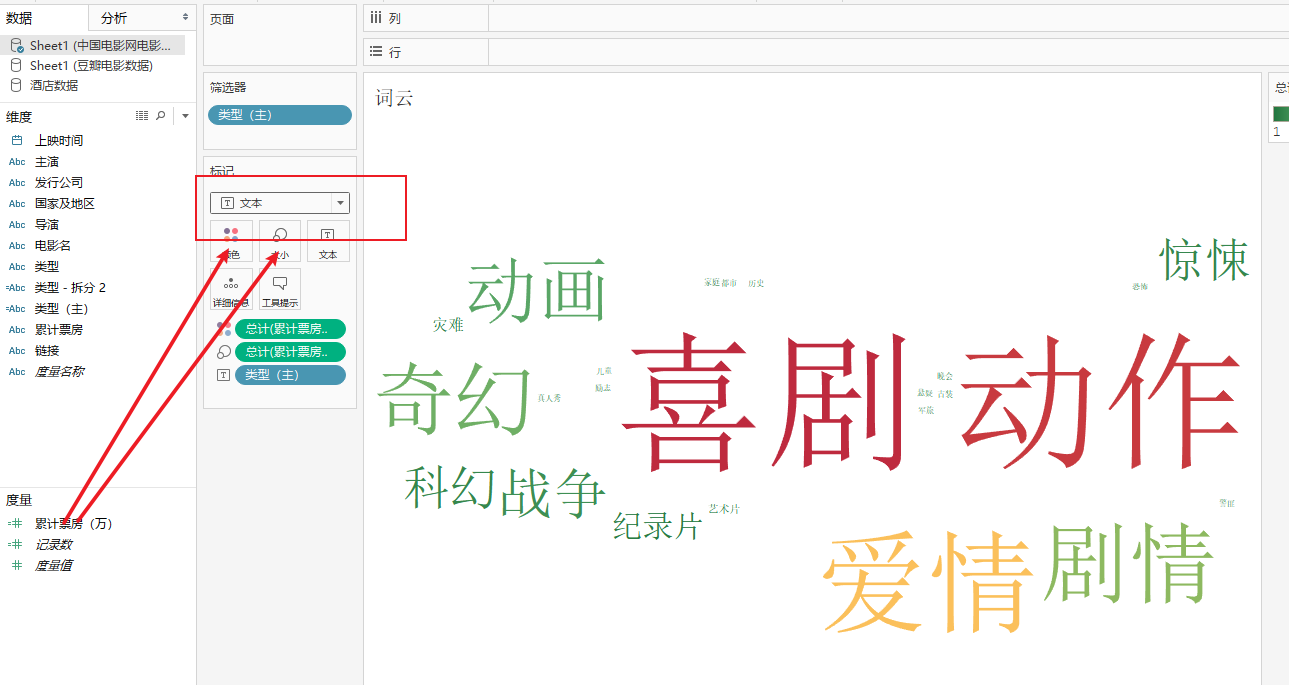 数据
分析
Sheet1 (中国电影网电影...
Sheet1 (豆瓣电影数据)
酒店数据
维度
上映时间
Abc 主演
Abc 发行公司
Abc 国家及地区
Abc 导演
Abc 电影名
Abc 类型
=Abc 类型 - 拆分 2
=Abc 类型（主）
Abc 累计票房
Abc 链接
Abc 度量名称
度量
=# 累计票房（万）
=# 记录数
# 度量值
页面
筛选器
类型（主）
标记
T 文本
大小
T 文本
详细信息
工具提示
总计(累计票房..
总计(累计票房..
T 类型（主）
列
行
词云
惊悚
恐怖
动画
家庭 都市 历史
灾难
喜剧
动作
奇幻
儿童
励志
真人秀
晚会
悬疑 古装
军旅
科幻
战争
纪录片
艺术片
爱情
剧情
1